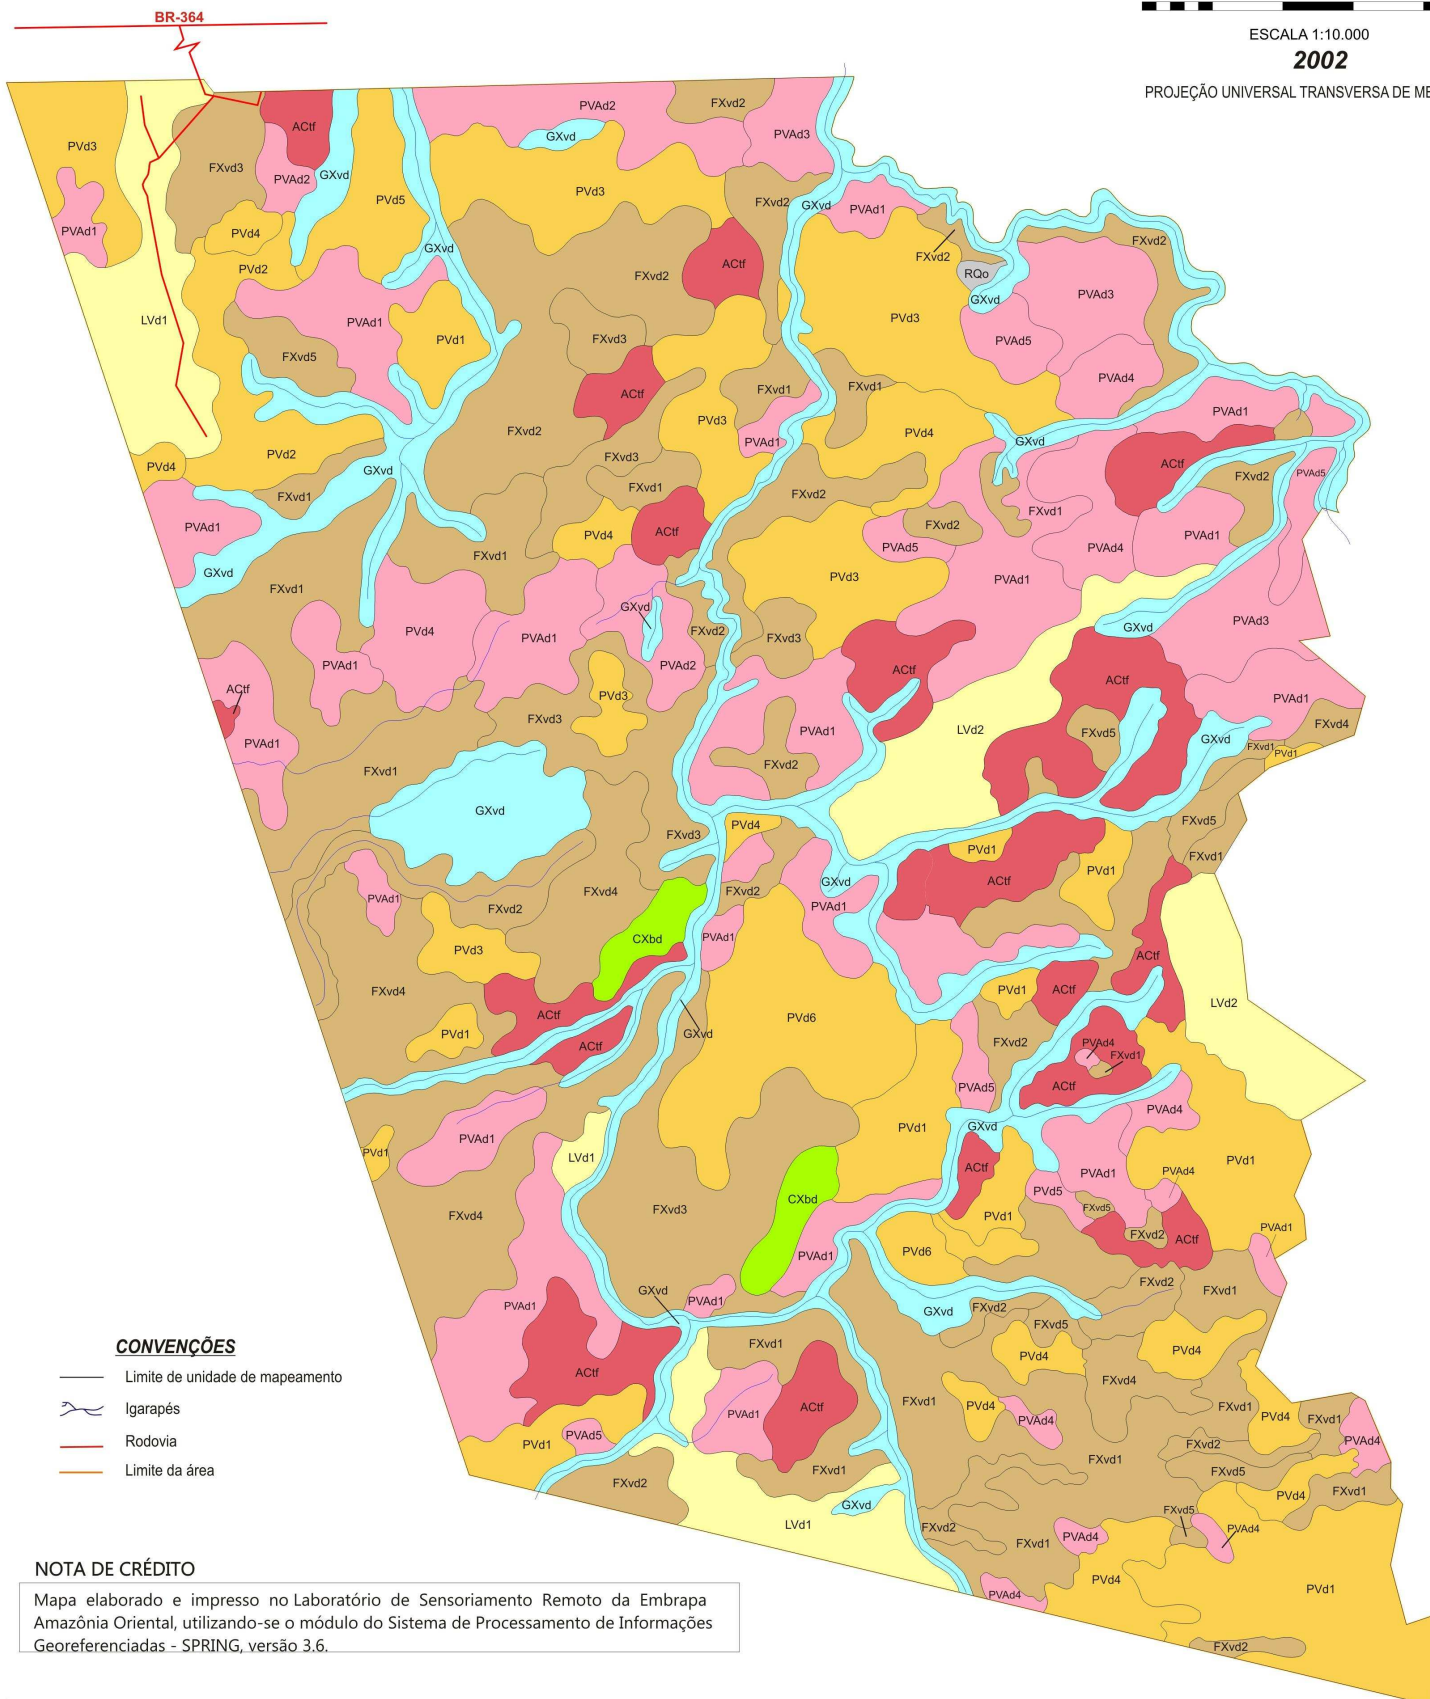 BR-364
ESCALA 1:10.000
2002
PROJEÇÃO UNIVERSAL TRANSVERSA DE ME
PVAd2 FXvd2
ACtf GXvd PVAd3
PVd3 FXvd3 PVAd2 GXvd PVd3
PVd5 FXvd2 GXvd PVAd1
PVAd1 PVd4 GXvd FXvd2 FXvd2
PVd2 FXvd2 ACtf RQo
GXvd PVAd3
LVd1 PVAd1 PVd3
FXvd5 PVd1 FXvd3 PVAd5
ACtf FXvd1 FXvd1 PVAd4
PVd3 PVAd1
FXvd2 PVAd1 PVd4 GXvd
PVd4 PVd2 GXvd FXvd3 ACtf PVAd5
FXvd1 FXvd1 FXvd2 FXvd2
PVAd1 PVd4 ACtf FXvd2 FXvd1
FXvd1 PVAd5 PVAd4 PVAd1
GXvd FXvd1 PVd3 PVAd1
GXvd
PVd4 PVAd1 FXvd2 FXvd3 GXvd PVAd3
PVAd1 PVAd2 ACtf ACtf
ACtf PVd3 PVAd1
FXvd3 PVAd1 LVd2 FXvd5 FXvd4
PVAd1 GXvd FXvd1 PVd1
FXvd1 FXvd2
GXvd FXvd3 PVd4 FXvd5
PVd1 FXvd1
PVAd1 FXvd4 FXvd2 GXvd ACtf PVd1
FXvd2 PVAd1
CXbd PVAd1
PVd3 ACtf
FXvd4 PVd1 ACtf LVd2
ACtf PVd6
PVd1 ACtf GXvd FXvd2 PVAd4
FXvd1
PVAd5 ACtf
PVAd1 PVd1 GXvd PVAd4
PVd1 LVd1 ACtf PVAd1 PVAd4 PVd1
CXbd PVd5
FXvd4 FXvd3 PVd1 FXvd5
PVAd1 PVd6 FXvd2 ACtf PVAd1
GXvd FXvd2 FXvd1
PVAd1 PVAd1 GXvd FXvd2
FXvd5
FXvd1 PVd4 PVd4
ACtf FXvd4
PVAd1 ACtf FXvd1 PVd4 PVAd4 FXvd1 PVd4 FXvd1
PVd1 PVAd5 FXvd2 PVAd4
FXvd1 FXvd1 FXvd5
FXvd2 PVd4 FXvd1
GXvd FXvd5
LVd1 FXvd2 FXvd1 PVAd4 PVAd4
PVAd4 PVd4 PVd1
FXvd2
CONVENÇÕES
Limite de unidade de mapeamento
Igarapés
Rodovia
Limite da área
NOTA DE CRÉDITO
Mapa elaborado e impresso no Laboratório de Sensoriamento Remoto da Embrapa
Amazônia Oriental, utilizando-se o módulo do Sistema de Processamento de Informações
Georeferenciadas - SPRING, versão 3.6.